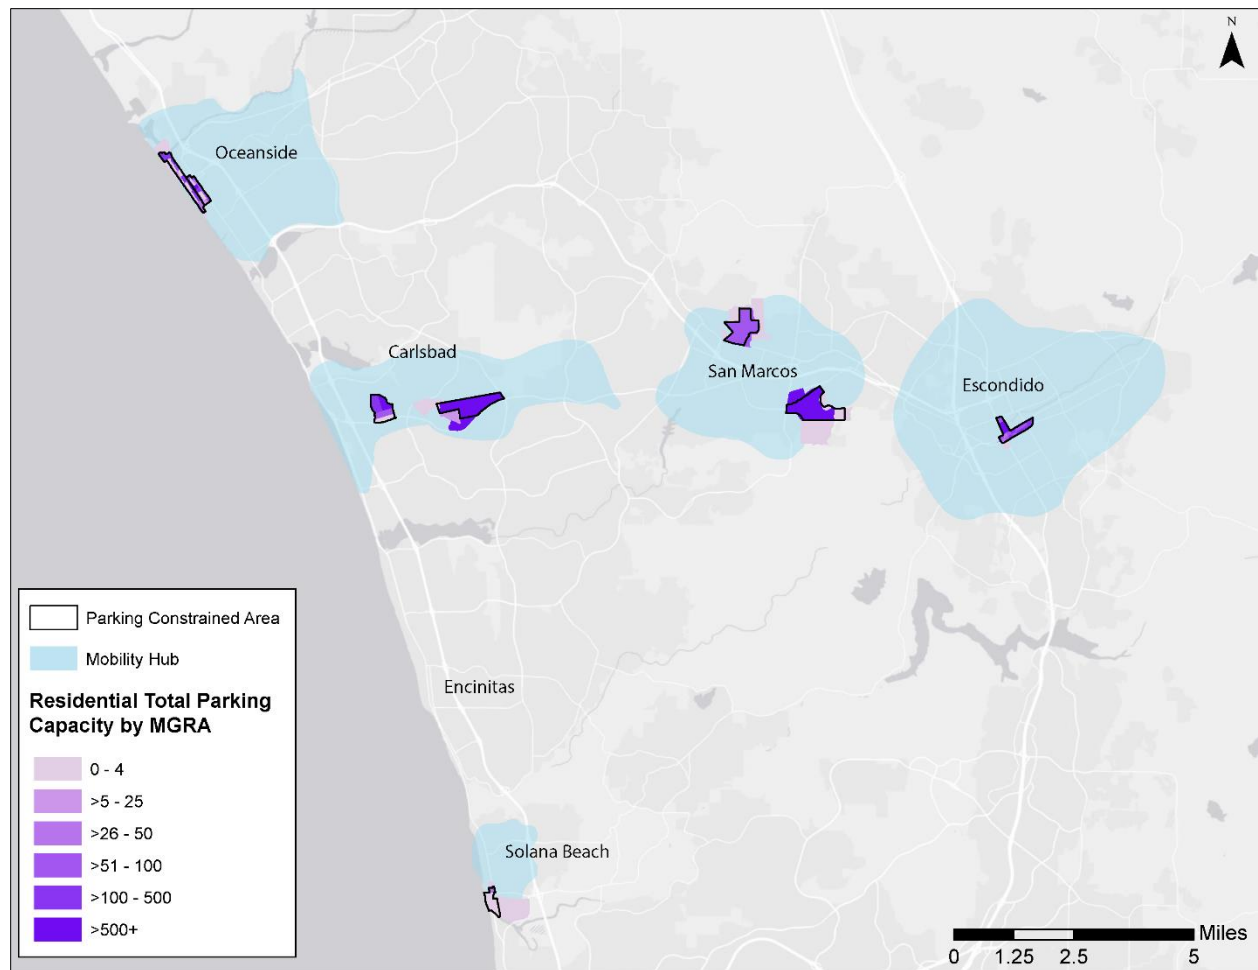 N
Oceanside
Carlsbad
San Marcos
Escondido
Encinitas
Solana Beach
Parking Constrained Area
Mobility Hub
Residential Total Parking
Capacity by MGRA
0 - 4
>5 - 25
>26 - 50
>51 - 100
>100 - 500
>500+
Miles
0 1.25 2.5 5